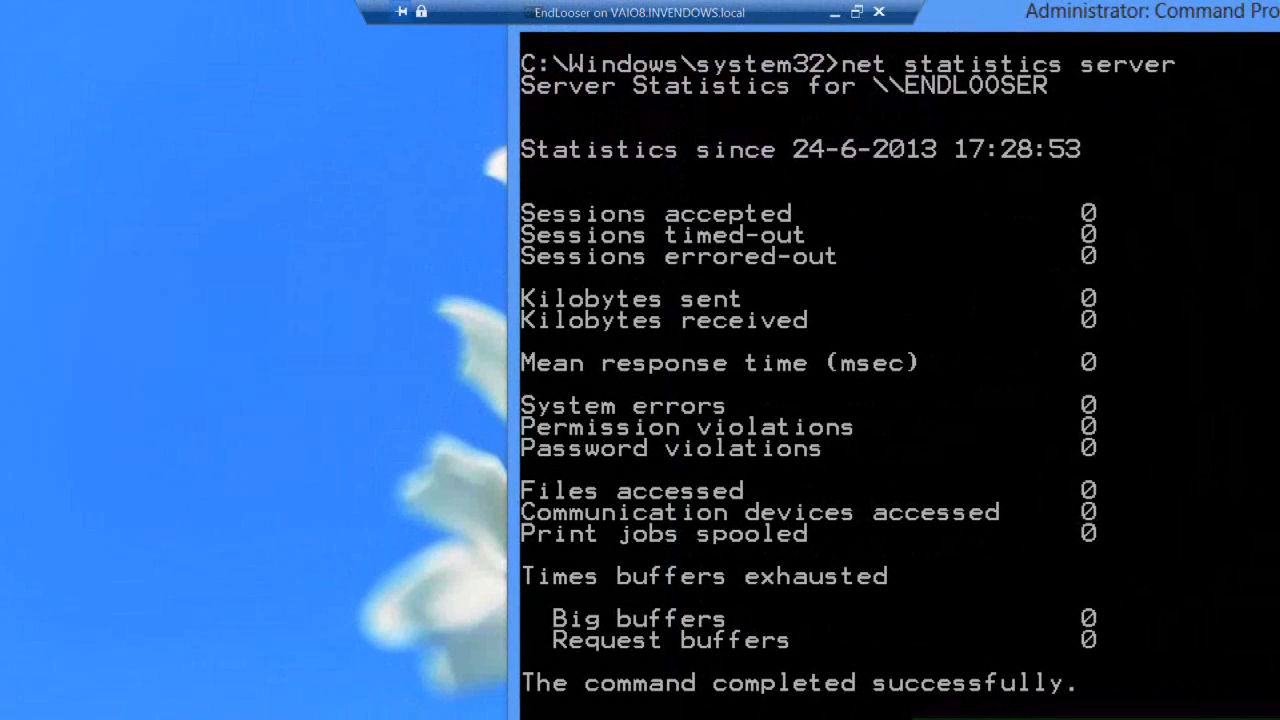 EndLooser on VAIO8.INVENDOWS.local
Administrator: Command Pro
C:\Windows\system32>net statistics server
Server Statistics for \\ENDLOOSER
Statistics since 24-6-2013 17:28:53
Sessions accepted 0
Sessions timed-out 0
Sessions errored-out 0
Kilobytes sent 0
Kilobytes received 0
Mean response time (msec) 0
System errors 0
Permission violations 0
Password violations 0
Files accessed 0
Communication devices accessed 0
Print jobs spooled 0
Times buffers exhausted
Big buffers 0
Request buffers 0
The command completed successfully.